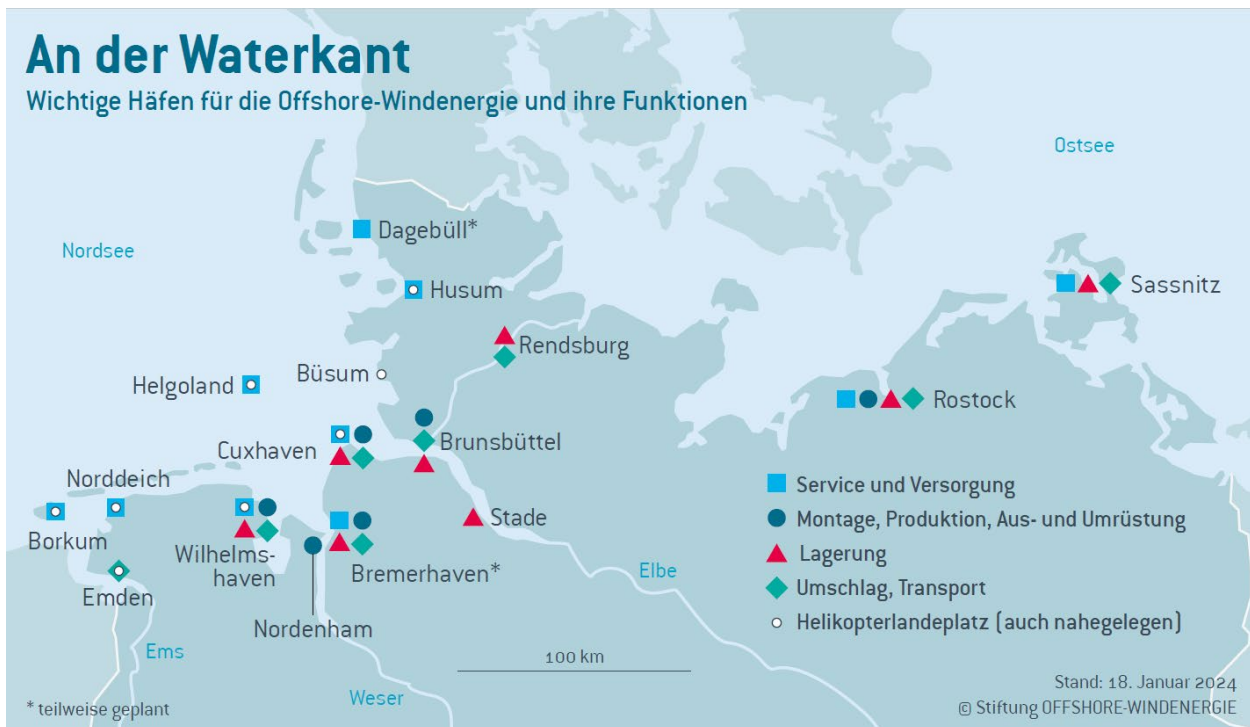 An der Waterkant
Wichtige Häfen für die Offshore-Windenergie und ihre Funktionen
Ostsee
Nordsee
Dagebüll*
Husum
Sassnitz
Rendsburg
Büsum
Helgoland
Rostock
Cuxhaven
Brunsbüttel
Norddeich
Borkum
Stade
Wilhelms-
haven
Bremerhaven*
Emden
Nordenham
Elbe
Ems
Weser
Service und Versorgung
Montage, Produktion, Aus- und Umrüstung
Lagerung
Umschlag, Transport
Helikopterlandeplatz (auch nahegelegen)
100 km
* teilweise geplant
Stand: 18. Januar 2024
© Stiftung OFFSHORE-WINDENERGIE